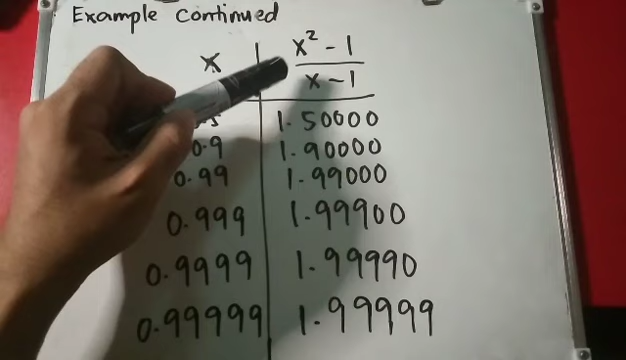 Example Continued
x x² - 1
x - 1
1.50000
0.9 1.90000
0.99 1.99000
0.999 1.99900
0.9999 1.99990
0.99999 1.99999